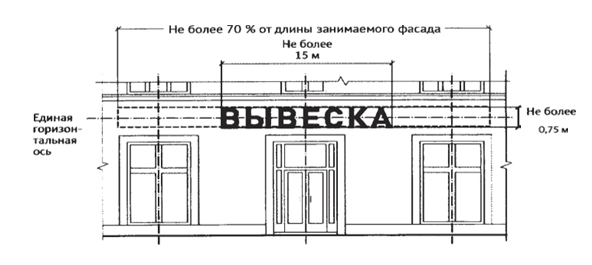 Не более 70 % от длины занимаемого фасада
Не более
15 м
ВЫВЕСКА
Единая
горизон-
тальная
ось
Не более
0,75 м